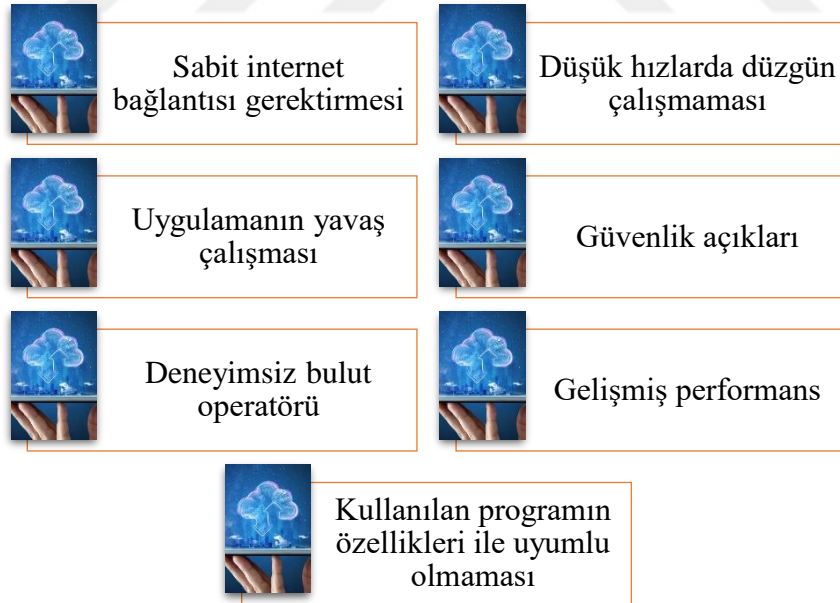 Sabit internet
bağlantısı gerektirmesi
Düşük hızlarda düzgün
çalışmaması
Uygulamanın yavaş
çalışması
Güvenlik açıkları
Deneyimsiz bulut
operatörü
Gelişmiş performans
Kullanılan programın
özellikleri ile uyumlu
olmaması